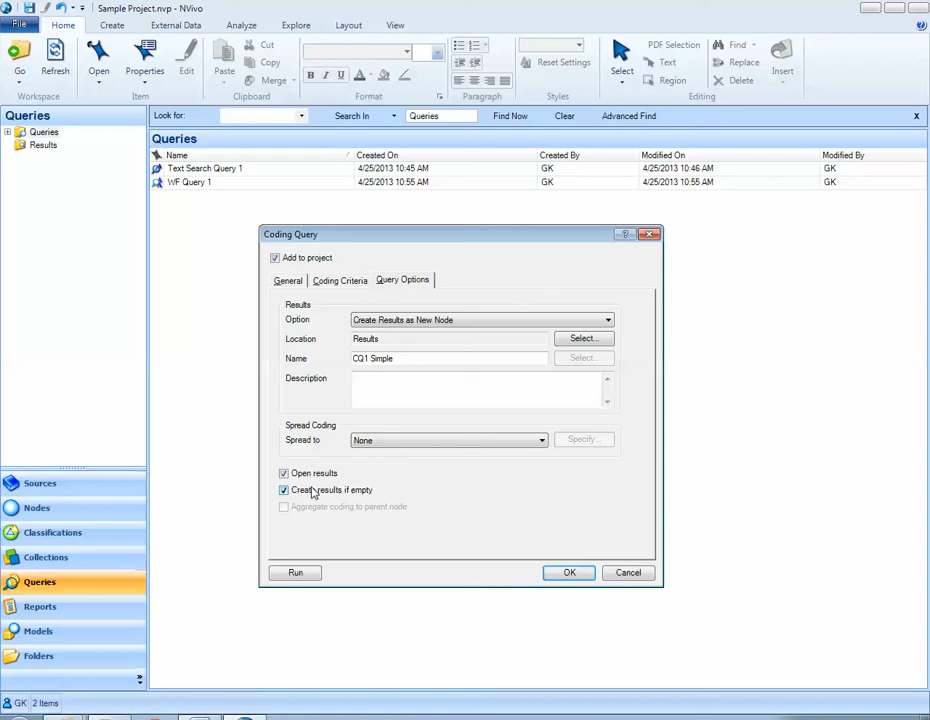 Sample Project.nvp - NVivo
File Home Create External Data Analyze Explore Layout View
Go Refresh Open Properties Edit Paste Cut Copy Merge
B I U
Reset Settings
Select PDF Selection Text Region Find Replace Delete Insert
Workspace Item Clipboard Format Paragraph Styles Editing
Queries
Queries
Results
Look for: Search In Queries Find Now Clear Advanced Find x
Queries
Name Created On Created By Modified On Modified By
Text Search Query 1 4/25/2013 10:45 AM GK 4/25/2013 10:46 AM GK
WF Query 1 4/25/2013 10:55 AM GK 4/25/2013 10:55 AM GK
Coding Query
Add to project
General Coding Criteria Query Options
Results
Option Create Results as New Node
Location Results Select...
Name CQ1 Simple Select...
Description
Spread Coding
Spread to None Specify...
Open results
Create results if empty
Aggregate coding to parent node
Run OK Cancel
Sources
Nodes
Classifications
Collections
Queries
Reports
Models
Folders
GK 2 Items